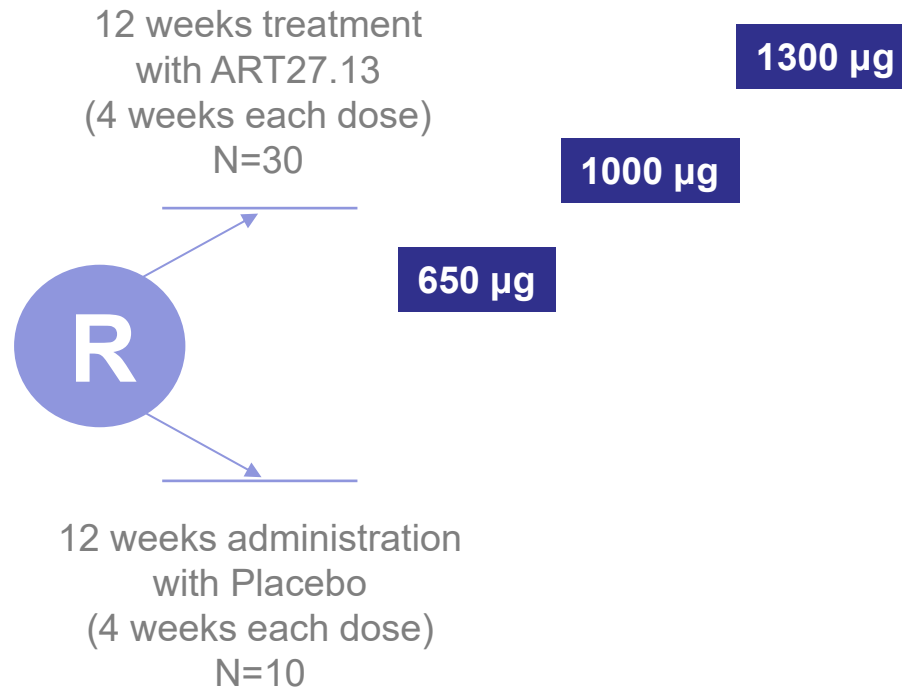 12 weeks treatment
with ART27.13
(4 weeks each dose)
N=30
1300 µg
1000 µg
650 µg
R
12 weeks administration
with Placebo
(4 weeks each dose)
N=10